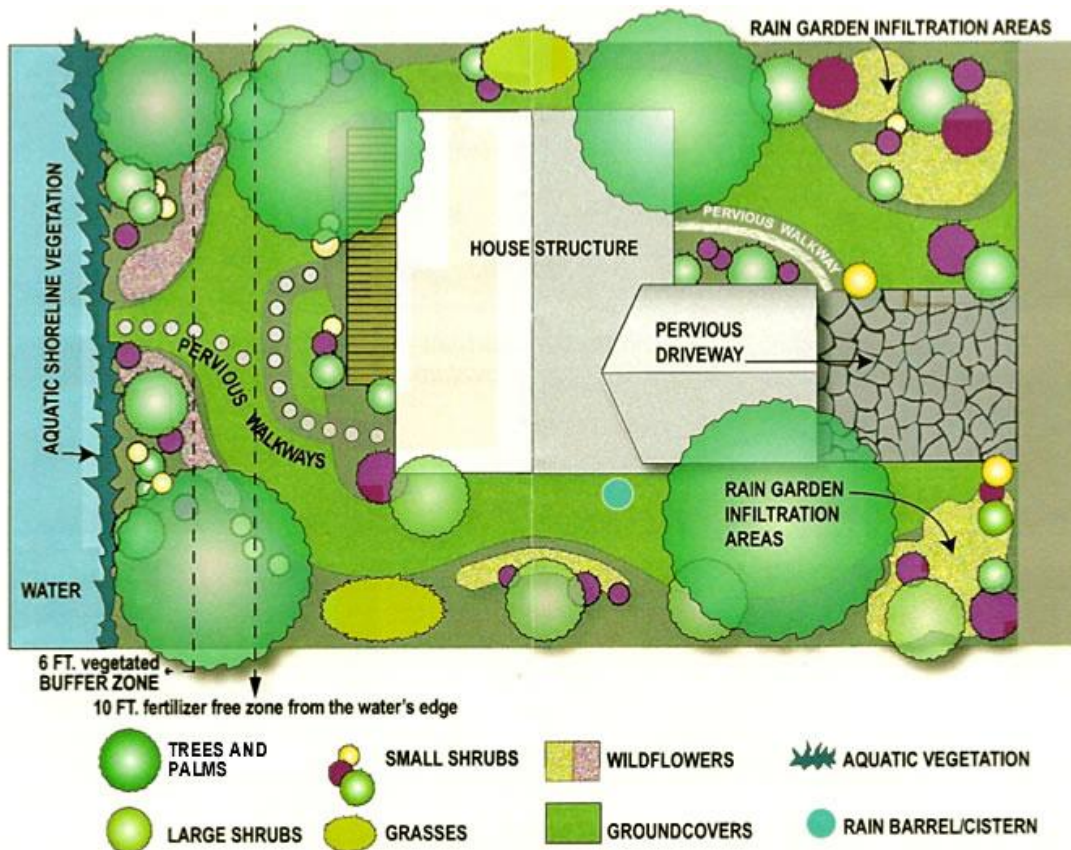 RAIN GARDEN INFILTRATION AREAS
AQUATIC SHORELINE VEGETATION
PERVIOUS WALKWAY
HOUSE STRUCTURE
PERVIOUS
DRIVEWAY
PERVIOUS
WALKWAYS
RAIN GARDEN
INFILTRATION
AREAS
WATER
6 FT. vegetated
BUFFER ZONE
10 FT. fertilizer free zone from the water's edge
TREES AND
PALMS
SMALL SHRUBS
WILDFLOWERS
AQUATIC VEGETATION
LARGE SHRUBS
GRASSES
GROUNDCOVERS
RAIN BARREL/CISTERN